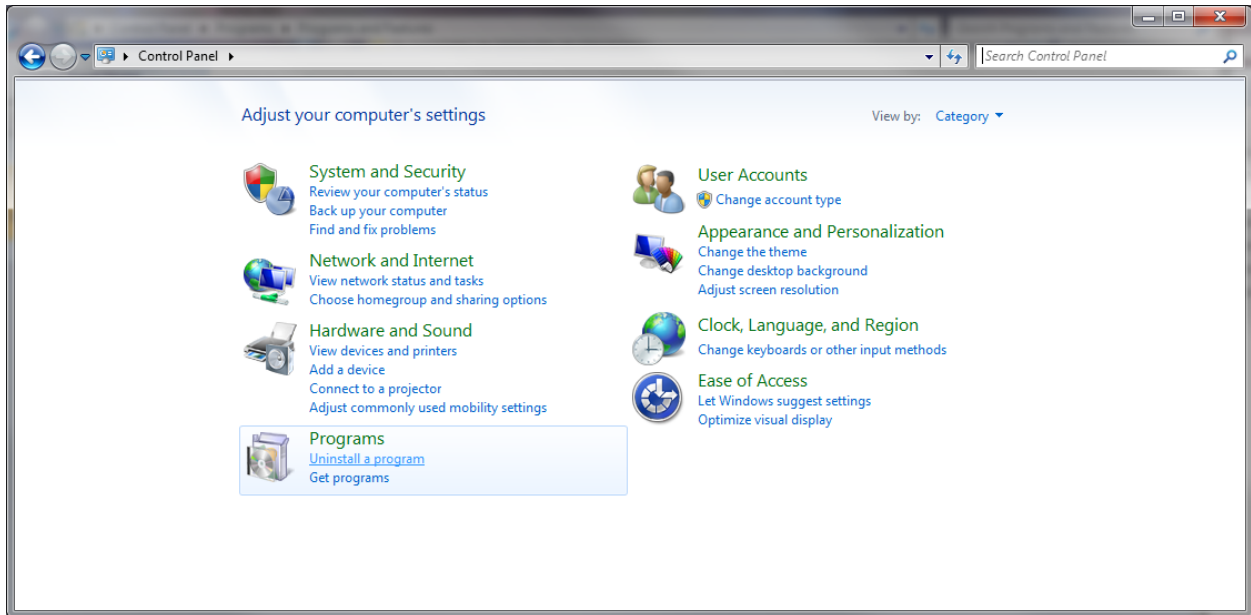 Control Panel
Search Control Panel
Adjust your computer's settings
View by: Category
System and Security
Review your computer's status
Back up your computer
Find and fix problems
Network and Internet
View network status and tasks
Choose homegroup and sharing options
Hardware and Sound
View devices and printers
Add a device
Connect to a projector
Adjust commonly used mobility settings
Programs
Uninstall a program
Get programs
User Accounts
Change account type
Appearance and Personalization
Change the theme
Change desktop background
Adjust screen resolution
Clock, Language, and Region
Change keyboards or other input methods
Ease of Access
Let Windows suggest settings
Optimize visual display